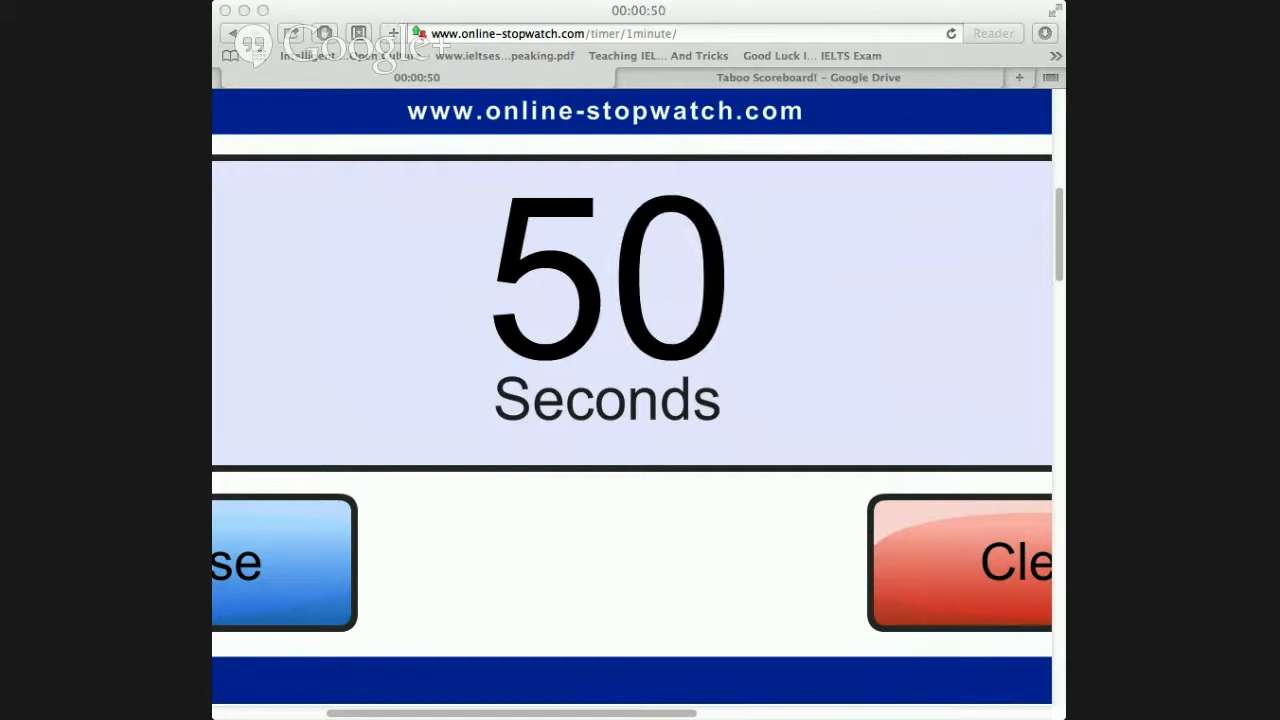 00:00:50
www.online-stopwatch.com/timer/1minute/
Reader
Google+
www.ieltses...peaking.pdf
Teaching IEL... And Tricks
Good Luck I... IELTS Exam
00:00:50
Taboo Scoreboard! – Google Drive
www.online-stopwatch.com
50
Seconds
se
Cle